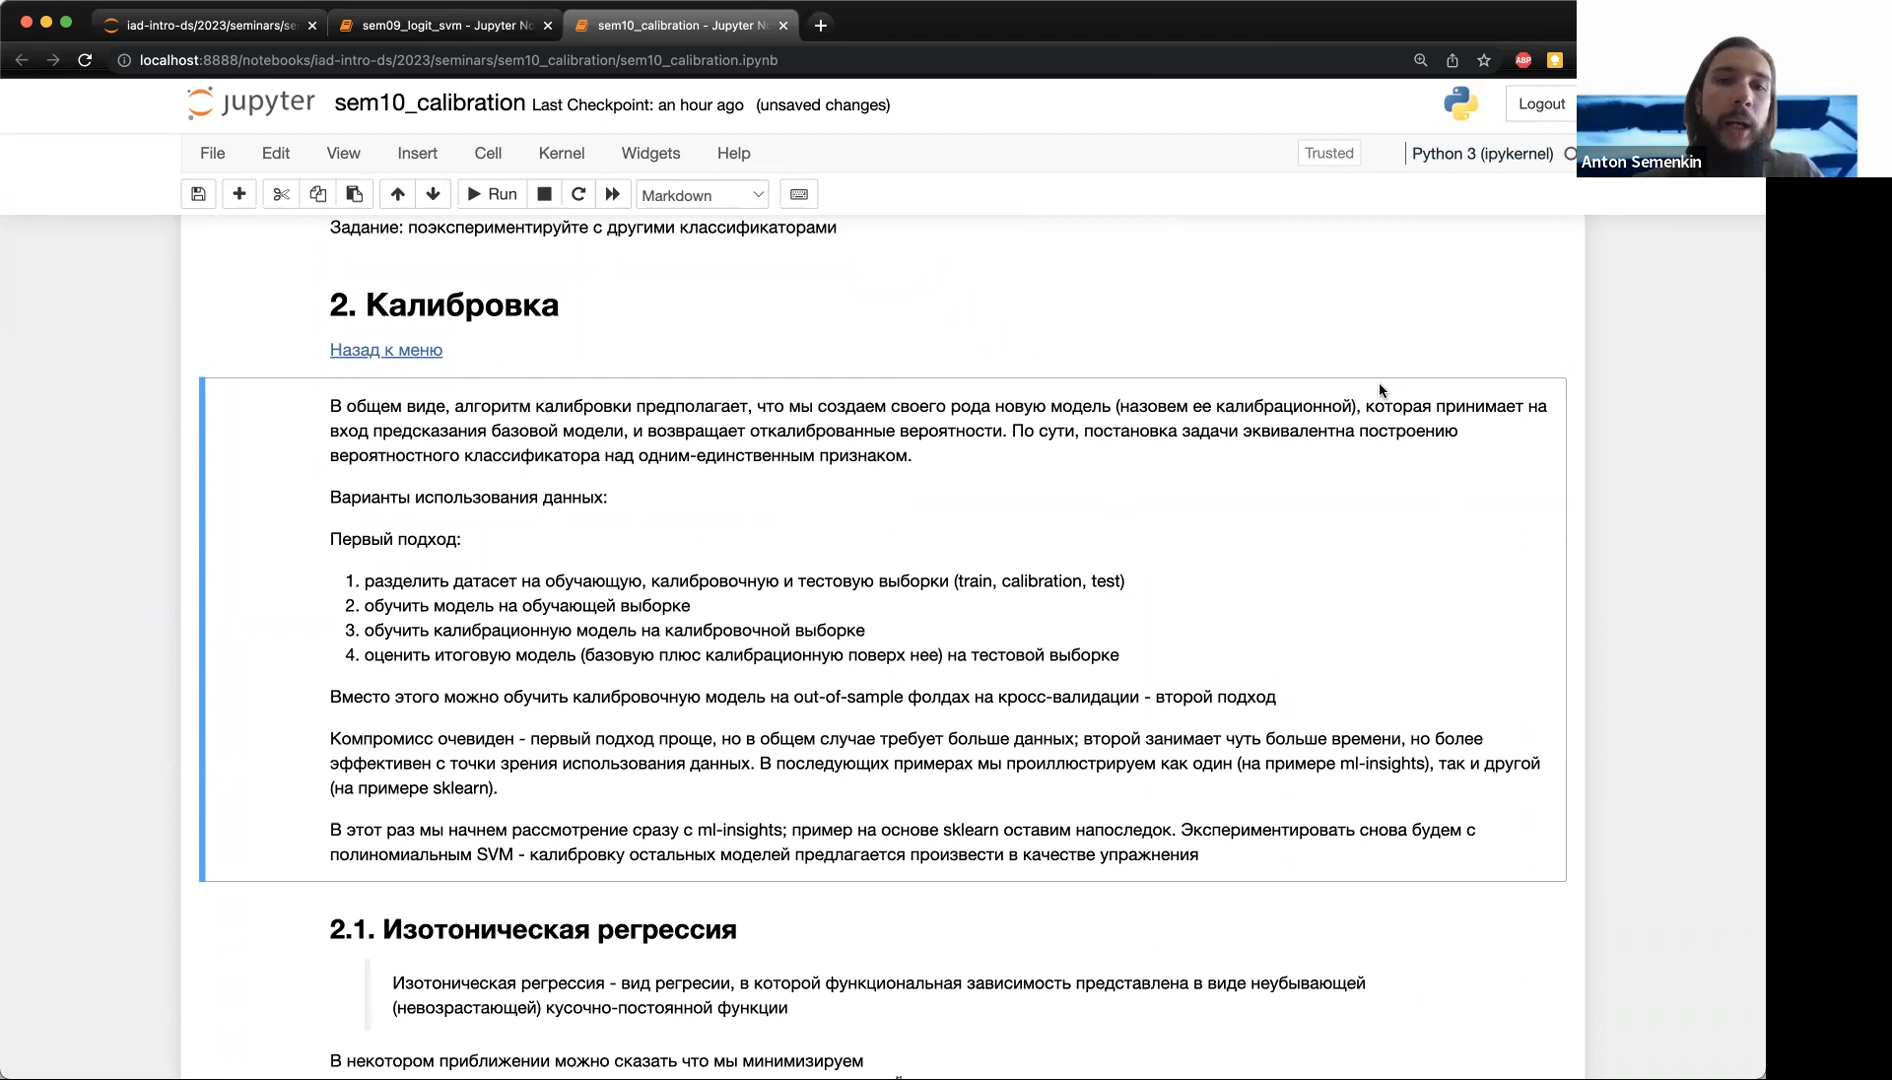 iad-intro-ds/2023/seminars/se
sem09_logit_svm - Jupyter No
sem10_calibration - Jupyter N
localhost:8888/notebooks/iad-intro-ds/2023/seminars/sem10_calibration/sem10_calibration.ipynb
ABP
jupyter sem10_calibration Last Checkpoint: an hour ago (unsaved changes)
Logout
File Edit View Insert Cell Kernel Widgets Help
Trusted
Python 3 (ipykernel)
Anton Semenkin
Run
Markdown
Задание: поэкспериментируйте с другими классификаторами
2. Калибровка
Назад к меню
В общем виде, алгоритм калибровки предполагает, что мы создаем своего рода новую модель (назовем ее калибрационной), которая принимает на
вход предсказания базовой модели, и возвращает откалиброванные вероятности. По сути, постановка задачи эквивалентна построению
вероятностного классификатора над одним-единственным признаком.
Варианты использования данных:
Первый подход:
1. разделить датасет на обучающую, калибровочную и тестовую выборки (train, calibration, test)
2. обучить модель на обучающей выборке
3. обучить калибрационную модель на калибровочной выборке
4. оценить итоговую модель (базовую плюс калибрационную поверх нее) на тестовой выборке
Вместо этого можно обучить калибровочную модель на out-of-sample фолдах на кросс-валидации - второй подход
Компромисс очевиден - первый подход проще, но в общем случае требует больше данных; второй занимает чуть больше времени, но более
эффективен с точки зрения использования данных. В последующих примерах мы проиллюстрируем как один (на примере ml-insights), так и другой
(на примере sklearn).
В этот раз мы начнем рассмотрение сразу с ml-insights; пример на основе sklearn оставим напоследок. Экспериментировать снова будем с
полиномиальным SVM - калибровку остальных моделей предлагается произвести в качестве упражнения
2.1. Изотоническая регрессия
Изотоническая регрессия - вид регресии, в которой функциональная зависимость представлена в виде неубывающей
(невозрастающей) кусочно-постоянной функции
В некотором приближении можно сказать что мы минимизируем